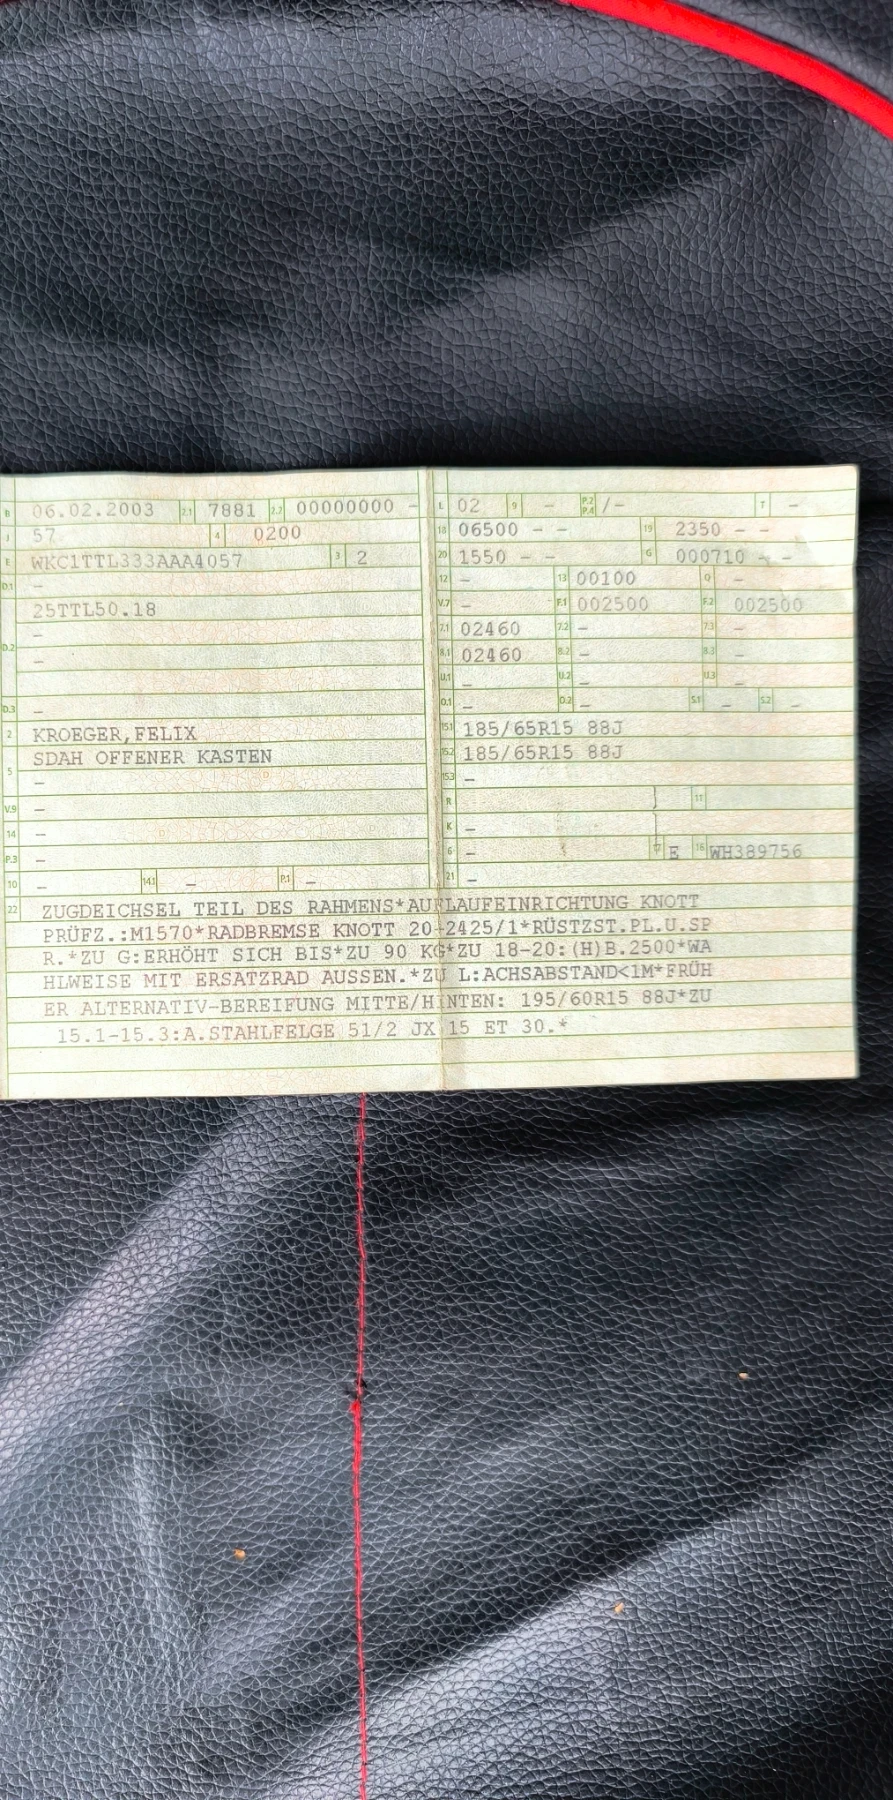 B 06.02.2003 2.1 7881 2.2 00000000 -
J 57 4 0200
E WKC1TTL333AAA4057 3 2
D.1 -
25TTL50.18
-
D.2 -
D.3 -
2 KROEGER,FELIX
SDAH OFFENER KASTEN
5 -
V.9 -
14 -
P.3 -
10 - 14.1 - P.1 -
L 02 9 - P.2 P.4 /- T -
18 06500 - - 19 2350 - -
20 1550 - - G 000710 - -
12 - 13 00100 Q -
V.7 - F.1 002500 F.2 002500
7.1 02460 7.2 - 7.3 -
8.1 02460 8.2 - 8.3 -
U.1 - U.2 - U.3 -
O.1 - O.2 - S.1 - S.2 -
15.1 185/65R15 88J
15.2 185/65R15 88J
15.3 -
R 11
K -
6 - 17 E 16 WH389756
21 -
22 ZUGDEICHSEL TEIL DES RAHMENS*AUFLAUFEINRICHTUNG KNOTT
PRÜFZ.:M1570*RADBREMSE KNOTT 20-2425/1*RÜSTZST.PL.U.SP
R.*ZU G:ERHÖHT SICH BIS*ZU 90 KG*ZU 18-20:(H)B.2500*WA
HLWEISE MIT ERSATZRAD AUSSEN.*ZU L:ACHSABSTAND<1M*FRÜH
ER ALTERNATIV-BEREIFUNG MITTE/HINTEN: 195/60R15 88J*ZU
15.1-15.3:A.STAHLFELGE 51/2 JX 15 ET 30.*